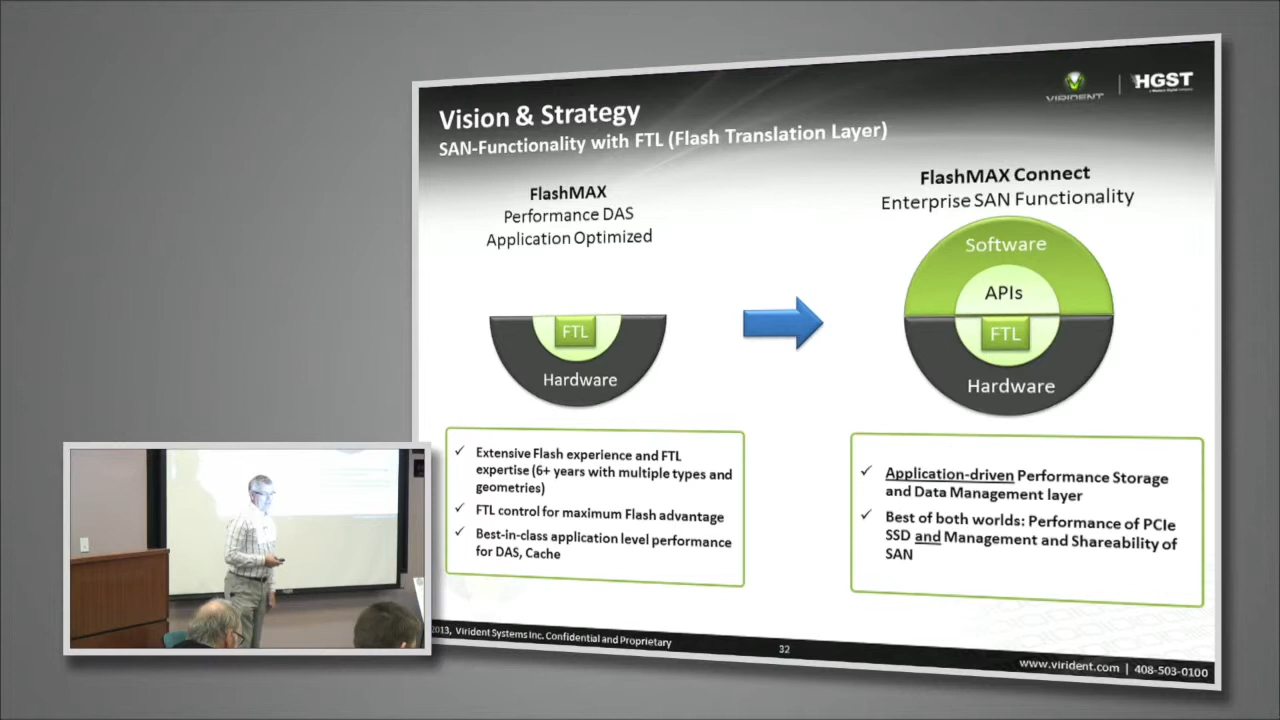 VIRIDENT
HGST
Vision & Strategy
SAN-Functionality with FTL (Flash Translation Layer)
FlashMAX
Performance DAS
Application Optimized
FTL
Hardware
FlashMAX Connect
Enterprise SAN Functionality
Software
APIs
FTL
Hardware
✓ Extensive Flash experience and FTL
expertise (6+ years with multiple types and
geometries)
✓ FTL control for maximum Flash advantage
✓ Best-in-class application level performance
for DAS, Cache
✓ Application-driven Performance Storage
and Data Management layer
✓ Best of both worlds: Performance of PCIe
SSD and Management and Shareability of
SAN
2013, Virident Systems Inc. Confidential and Proprietary
32
www.virident.com | 408-503-0100